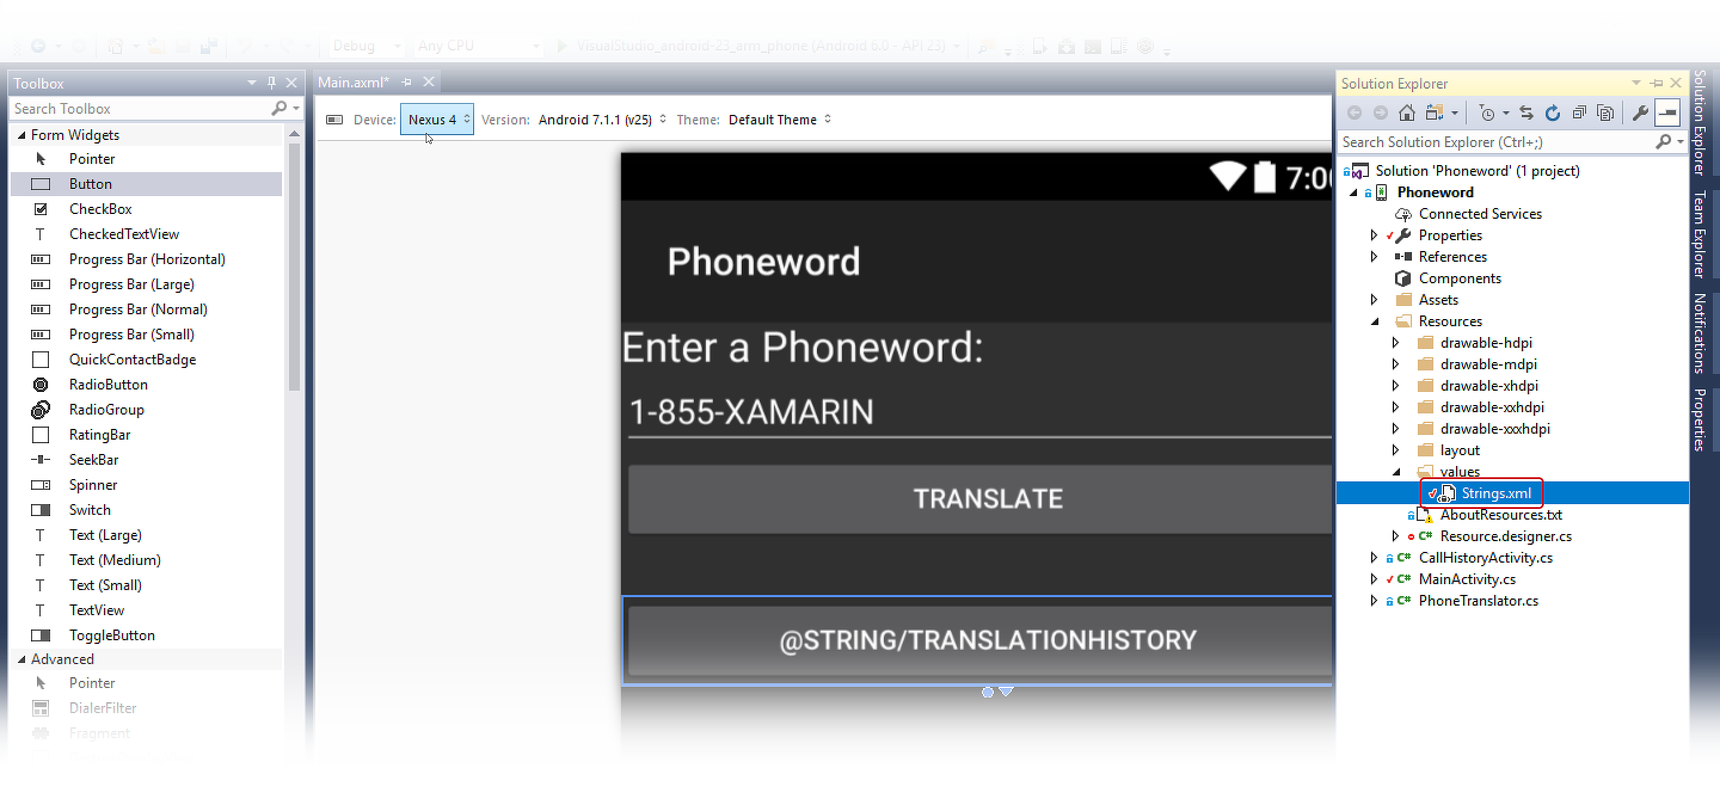 Debug
Any CPU
VisualStudio_android-23_arm_phone (Android 6.0 - API 23)
Toolbox
Search Toolbox
Form Widgets
Pointer
Button
CheckBox
CheckedTextView
Progress Bar (Horizontal)
Progress Bar (Large)
Progress Bar (Normal)
Progress Bar (Small)
QuickContactBadge
RadioButton
RadioGroup
RatingBar
SeekBar
Spinner
Switch
Text (Large)
Text (Medium)
Text (Small)
TextView
ToggleButton
Advanced
Pointer
DialerFilter
Fragment
Main.axml*
Device: Nexus 4 Version: Android 7.1.1 (v25) Theme: Default Theme
Phoneword
Enter a Phoneword:
1-855-XAMARIN
TRANSLATE
@STRING/TRANSLATIONHISTORY
Solution Explorer
Search Solution Explorer (Ctrl+;)
Solution 'Phoneword' (1 project)
Phoneword
Connected Services
Properties
References
Components
Assets
Resources
drawable-hdpi
drawable-mdpi
drawable-xhdpi
drawable-xxhdpi
drawable-xxxhdpi
layout
values
Strings.xml
AboutResources.txt
C# Resource.designer.cs
C# CallHistoryActivity.cs
C# MainActivity.cs
C# PhoneTranslator.cs
Solution Explorer
Team Explorer
Notifications
Properties